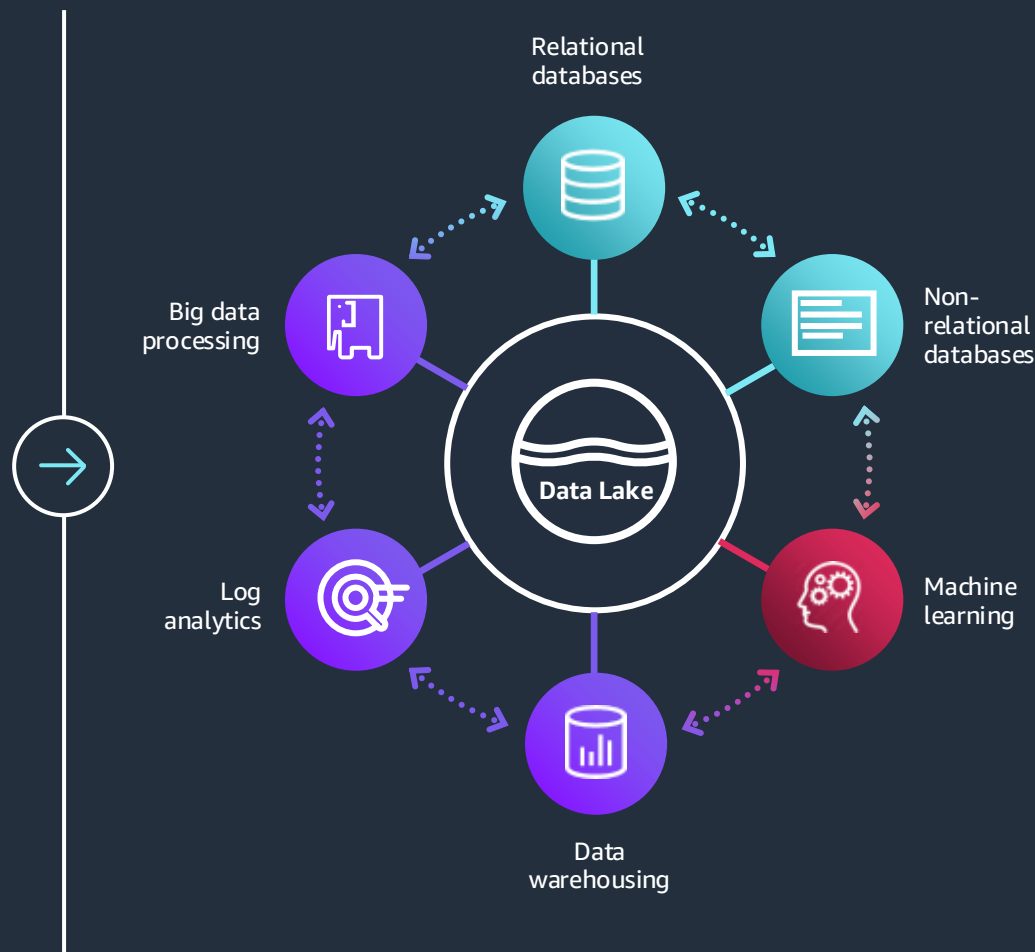 Relational
databases
Big data
processing
Non-
relational
databases
Data Lake
Log
analytics
Machine
learning
Data
warehousing